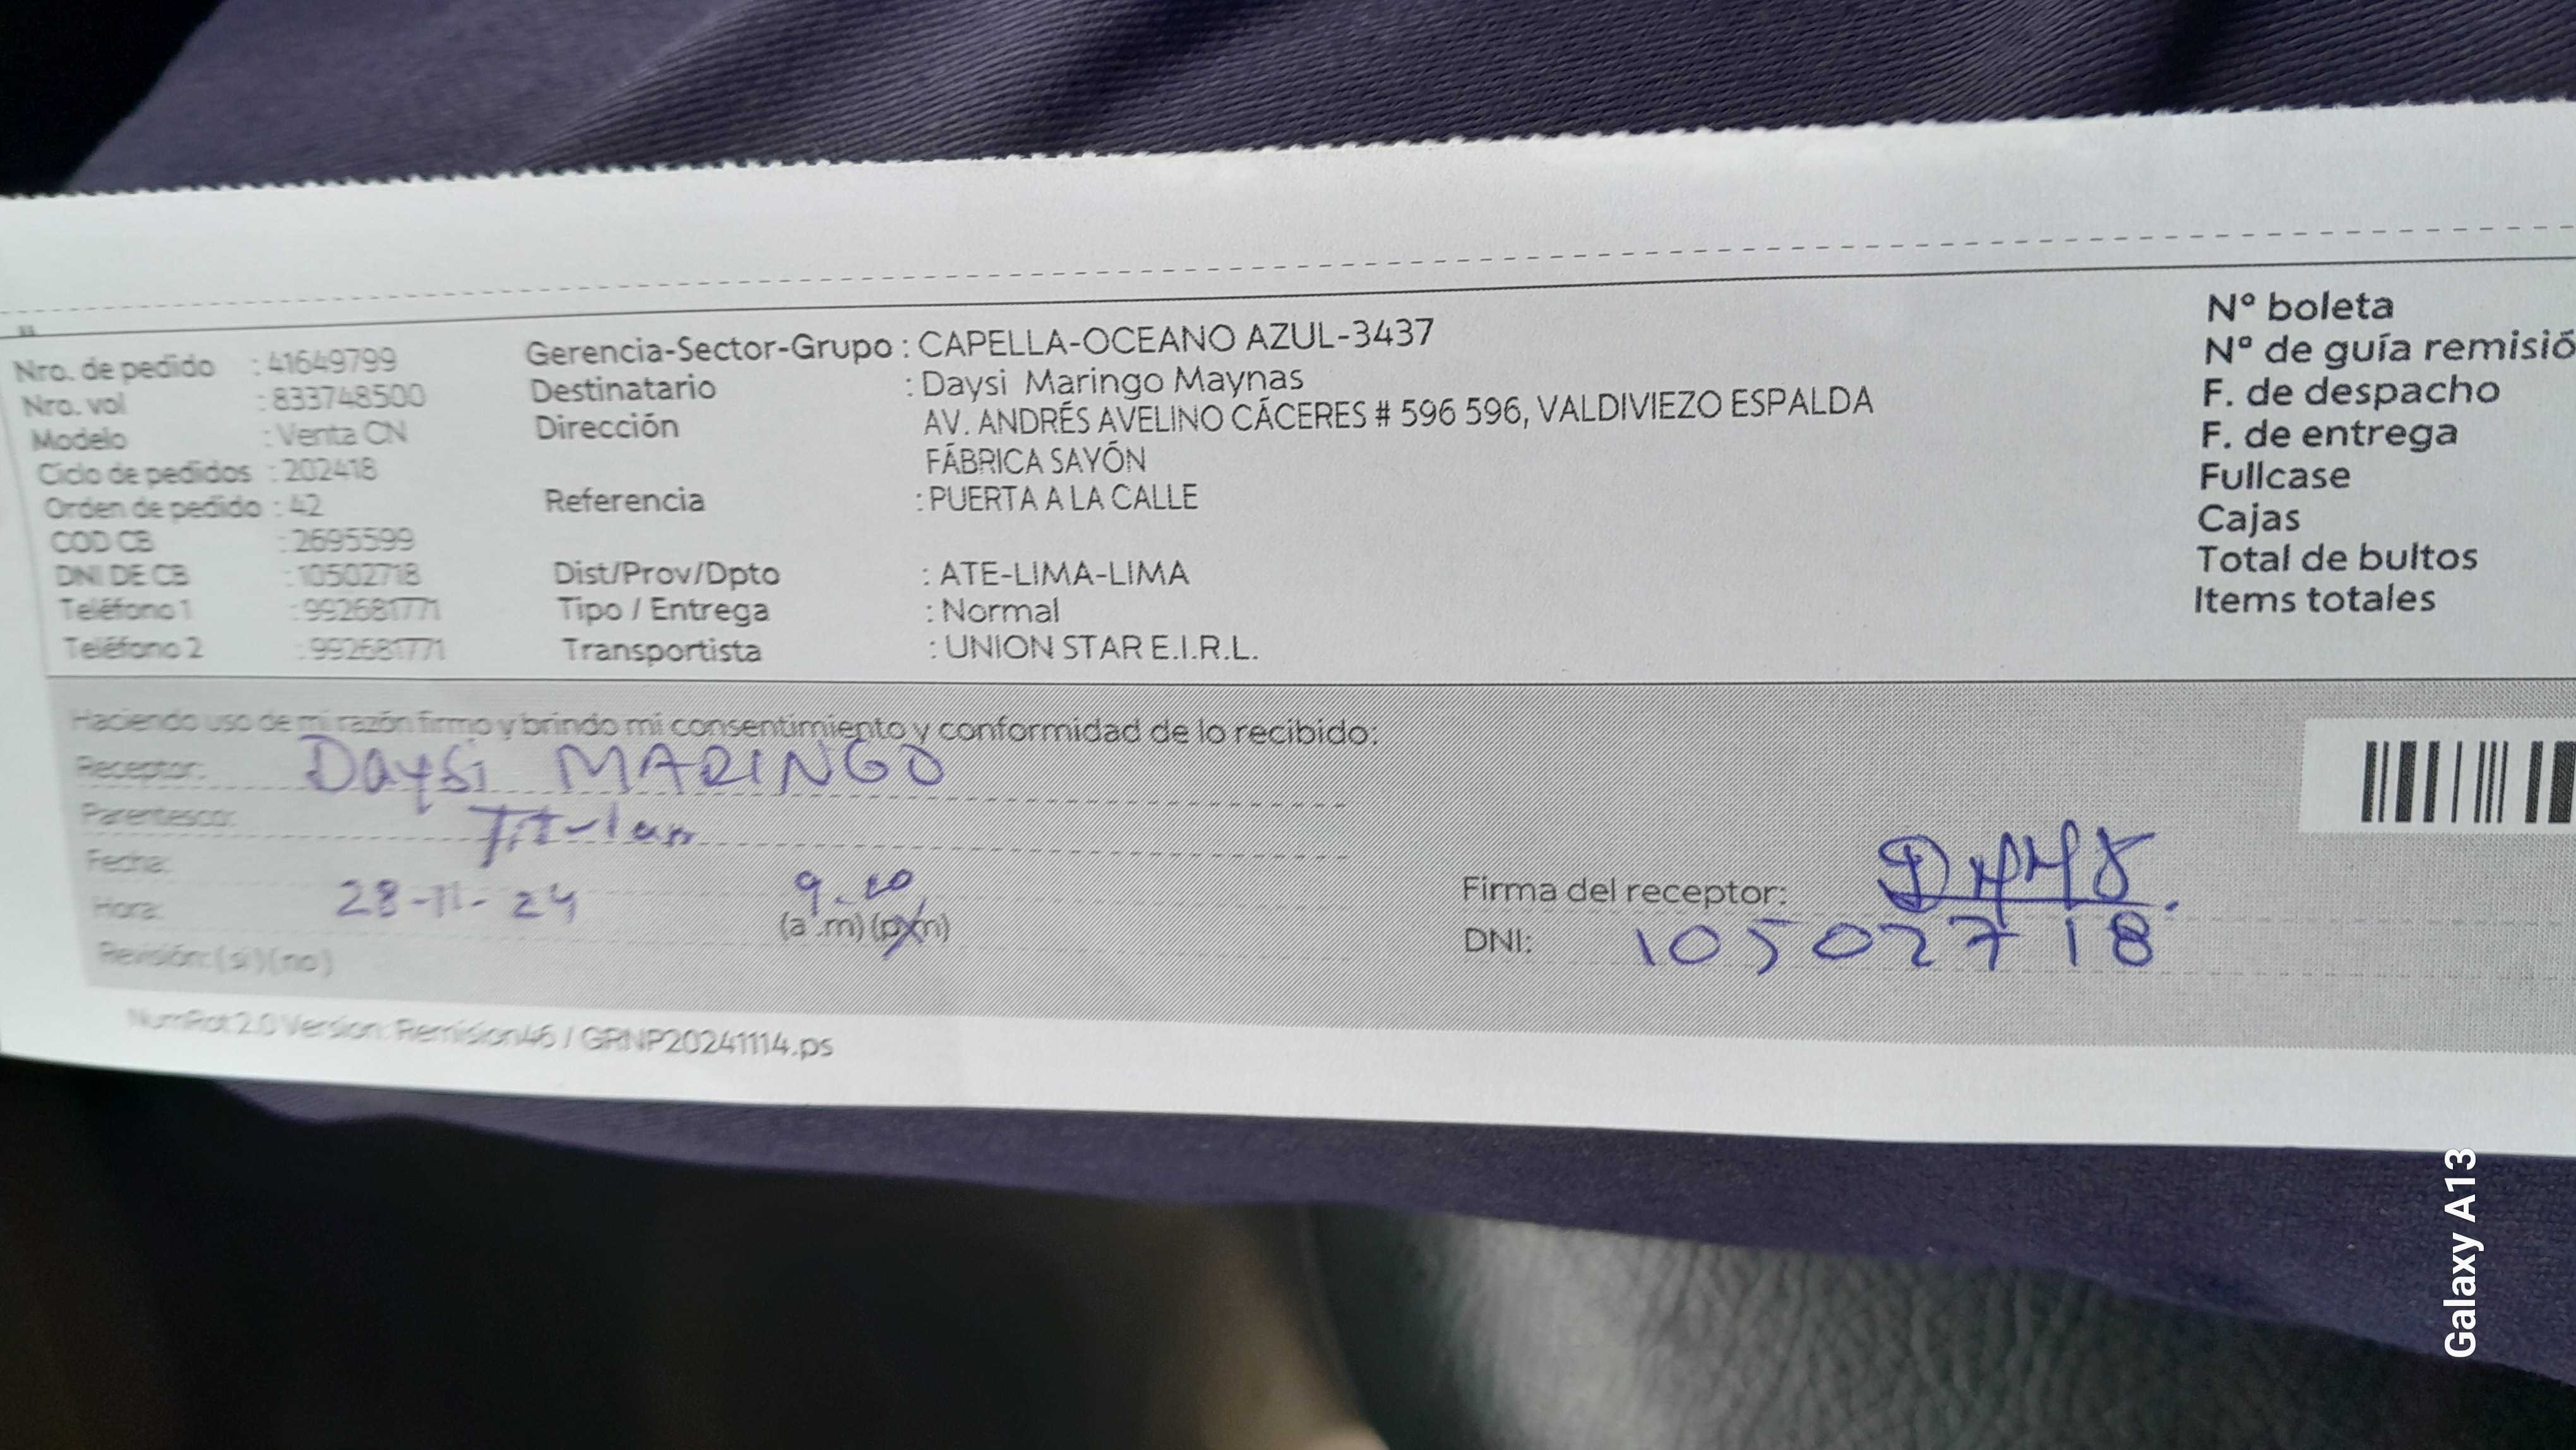 Nro. de pedido : 41649799
Nro. vol : 833748500
Modelo : Venta CN
Ciclo de pedidos : 202418
Orden de pedido : 42
COD CB : 2695599
DNI DE CB : 10502718
Teléfono 1 : 992681771
Teléfono 2 : 992681771
Gerencia-Sector-Grupo : CAPELLA-OCEANO AZUL-3437
Destinatario : Daysi Maringo Maynas
Dirección AV. ANDRÉS AVELINO CÁCERES # 596 596, VALDIVIEZO ESPALDA
FÁBRICA SAYÓN
Referencia : PUERTA A LA CALLE
Dist/Prov/Dpto : ATE-LIMA-LIMA
Tipo / Entrega : Normal
Transportista : UNION STAR E.I.R.L.
Nº boleta
Nº de guía remisió
F. de despacho
F. de entrega
Fullcase
Cajas
Total de bultos
Items totales
Haciendo uso de mi razón firmo y brindo mi consentimiento y conformidad de lo recibido:
Receptor: Daysi MARINGO
Parentesco: Titular
Fecha: 28-11-24
Hora: (a.m) (p.m)
Revisión: (si) (no)
Firma del receptor:
DNI: 10502718
NumRot 2.0 Version: Remision46 / GRNP20241114.ps
Galaxy A13